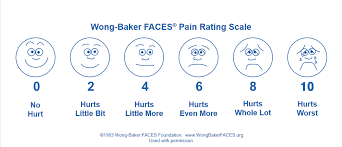 Wong-Baker FACES® Pain Rating Scale
0 2 4 6 8 10
No Hurt
Hurts Little Bit
Hurts Little More
Hurts Even More
Hurts Whole Lot
Hurts Worst
©1983 Wong-Baker FACES Foundation www.WongBakerFACES.org
Used with permission.